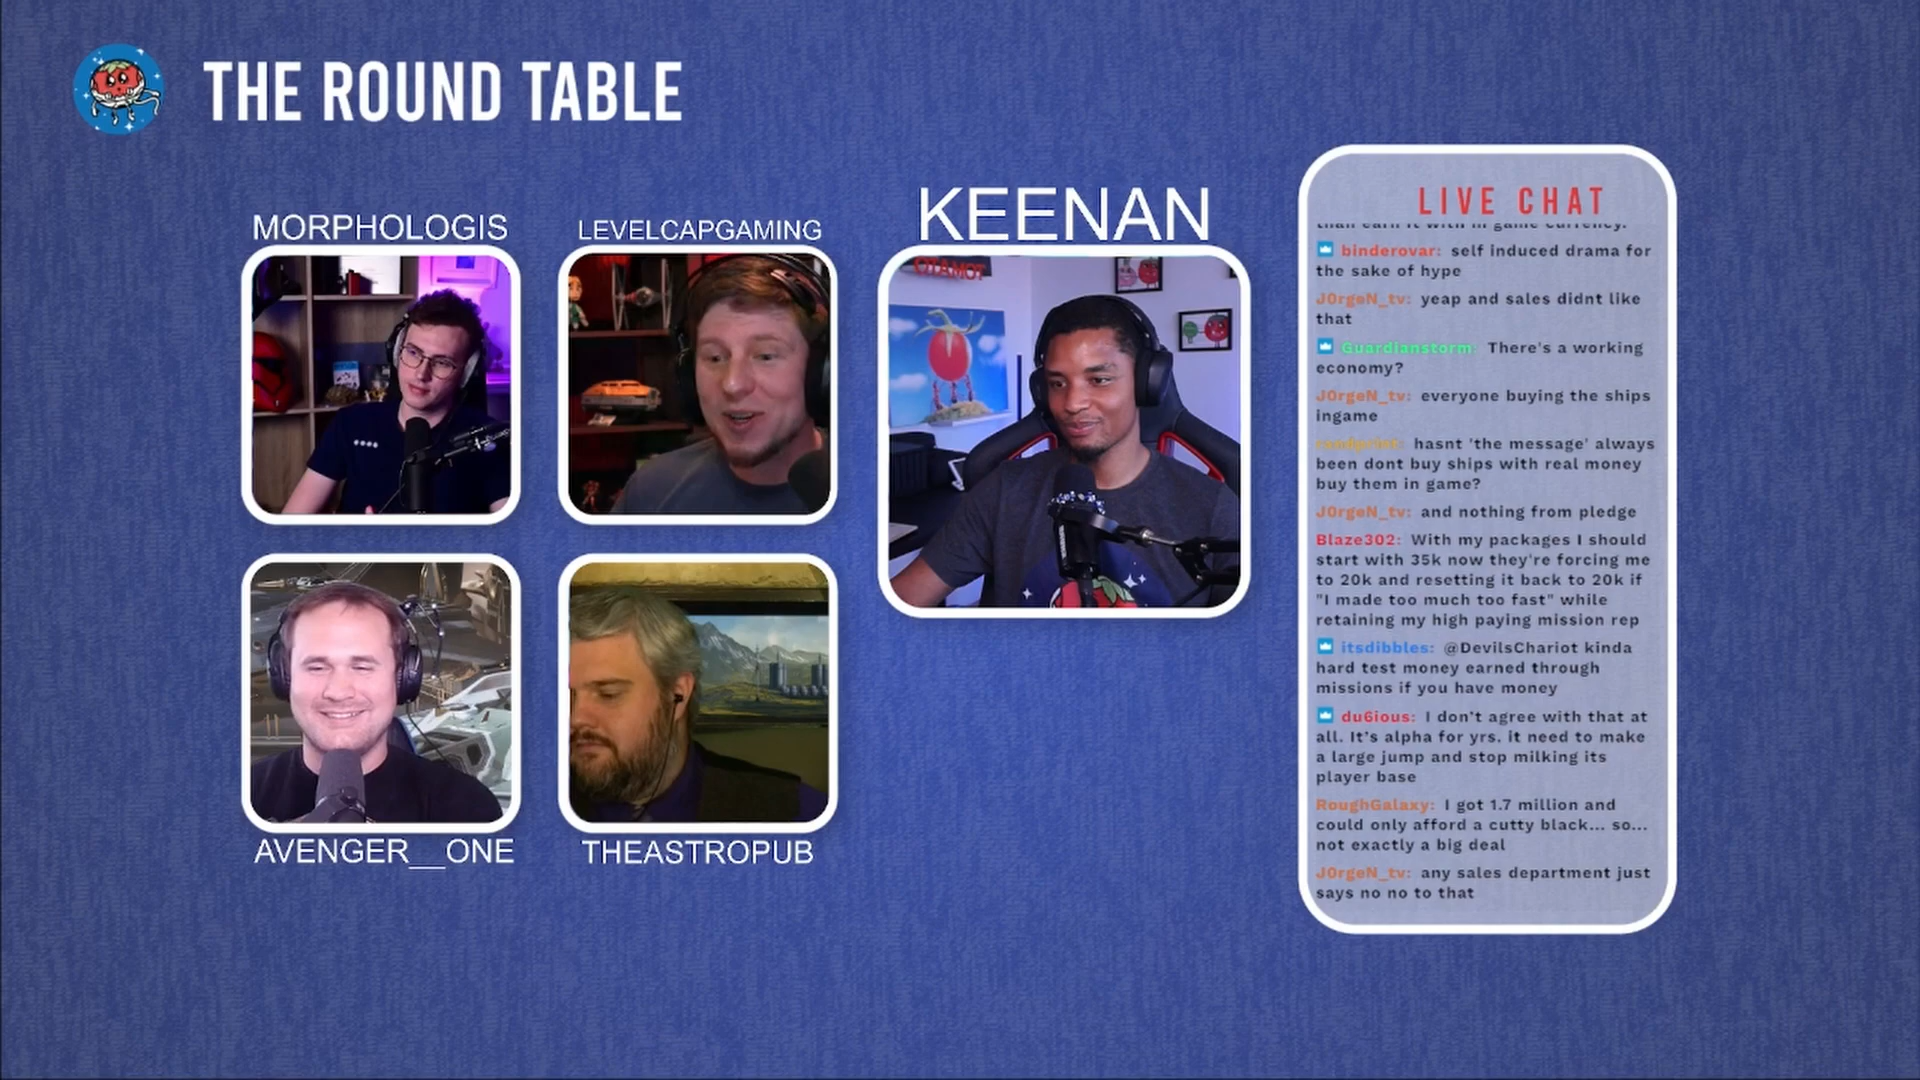 THE ROUND TABLE
MORPHOLOGIS
LEVELCAPGAMING
KEENAN
AVENGER__ONE
THEASTROPUB
LIVE CHAT
than earn it with in game currency.
binderovar: self induced drama for
the sake of hype
J0rgeN_tv: yeap and sales didnt like
that
Guardianstorm: There's a working
economy?
J0rgeN_tv: everyone buying the ships
ingame
hasnt 'the message' always
been dont buy ships with real money
buy them in game?
J0rgeN_tv: and nothing from pledge
Blaze302: With my packages I should
start with 35k now they're forcing me
to 20k and resetting it back to 20k if
"I made too much too fast" while
retaining my high paying mission rep
itsdibbles: @DevilsChariot kinda
hard test money earned through
missions if you have money
du6ious: I don't agree with that at
all. It's alpha for yrs. it need to make
a large jump and stop milking its
player base
RoughGalaxy: I got 1.7 million and
could only afford a cutty black... so...
not exactly a big deal
J0rgeN_tv: any sales department just
says no no to that